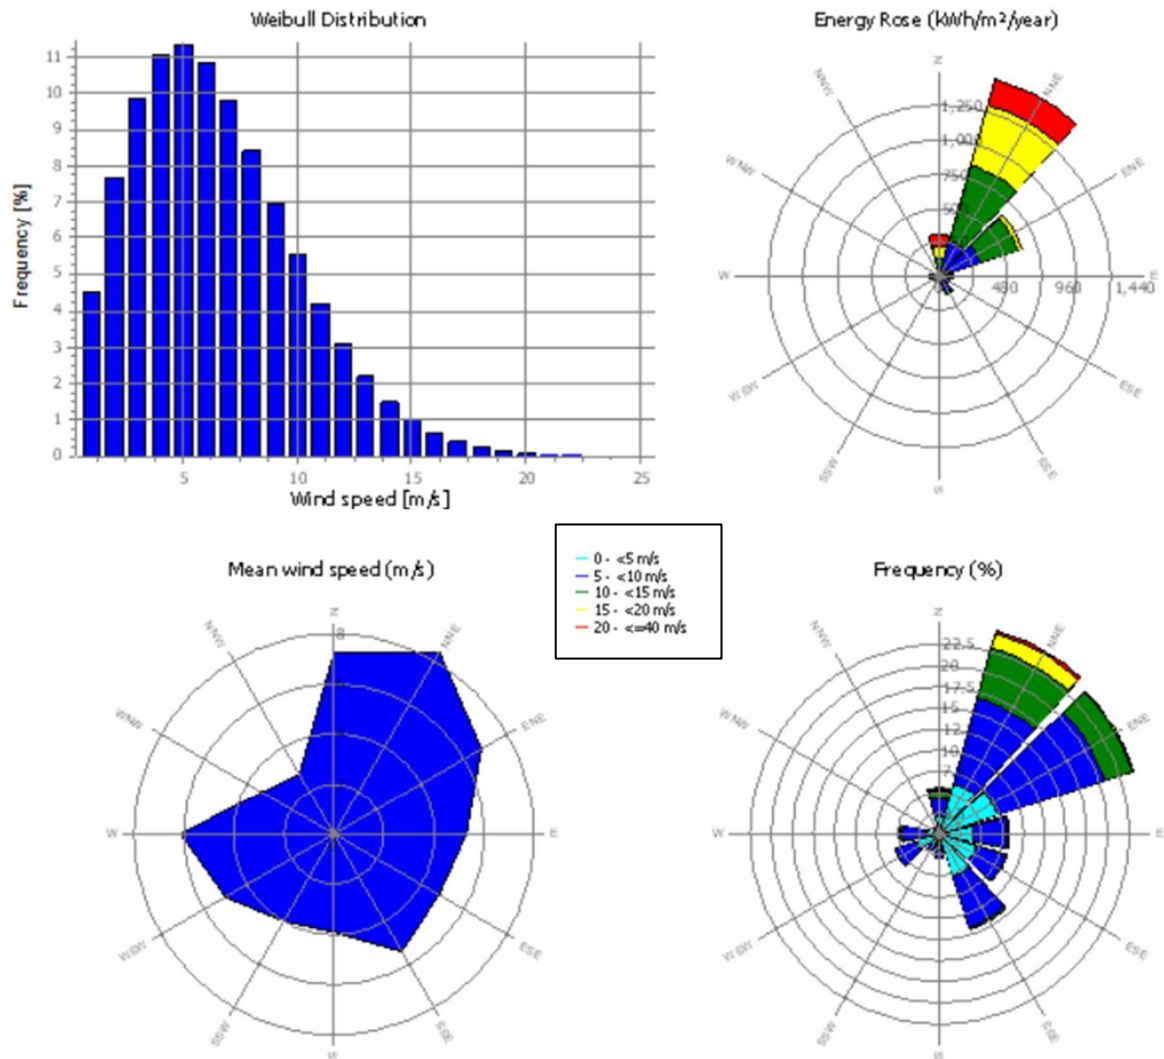 Weibull Distribution
Frequency [%]
11
10
9
8
7
6
5
4
3
2
1
0
5
10
15
20
25
Wind speed [m/s]
Energy Rose (kWh/m²/year)
N
NNE
ENE
E
ESE
SSE
S
SSW
WSW
W
WNW
NNW
1,250
1,00
750
50
480
960
1,440
0 - <5 m/s
5 - <10 m/s
10 - <15 m/s
15 - <20 m/s
20 - <=40 m/s
Mean wind speed (m/s)
N
NNE
ENE
E
ESE
SSE
S
SSW
WSW
W
WNW
NNW
8
Frequency (%)
N
NNE
ENE
E
ESE
SSE
S
SSW
WSW
W
WNW
NNW
22.5
20
17.5
15
12
10
7